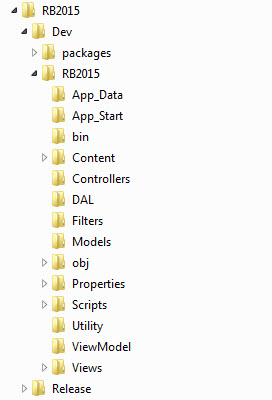 RB2015
Dev
packages
RB2015
App_Data
App_Start
bin
Content
Controllers
DAL
Filters
Models
obj
Properties
Scripts
Utility
ViewModel
Views
Release